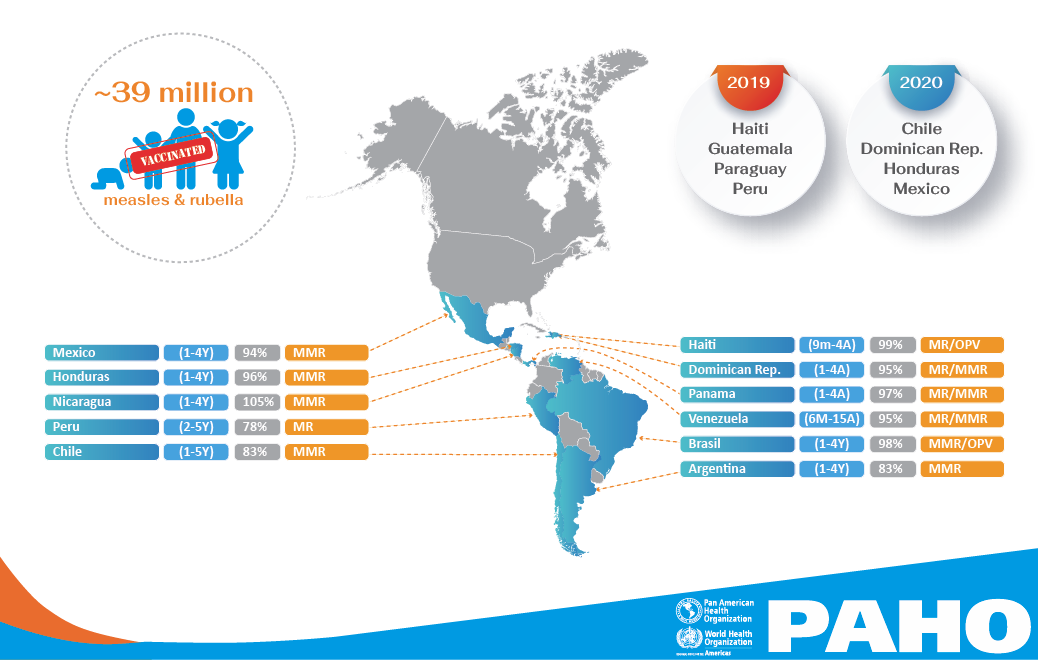 ~39 million
VACCINATED
measles & rubella
2019
Haiti
Guatemala
Paraguay
Peru
2020
Chile
Dominican Rep.
Honduras
Mexico
Mexico (1-4Y) 94% MMR
Honduras (1-4Y) 96% MMR
Nicaragua (1-4Y) 105% MMR
Peru (2-5Y) 78% MR
Chile (1-5Y) 83% MMR
Haiti (9m-4A) 99% MR/OPV
Dominican Rep. (1-4A) 95% MR/MMR
Panama (1-4A) 97% MR/MMR
Venezuela (6M-15A) 95% MR/MMR
Brasil (1-4Y) 98% MMR/OPV
Argentina (1-4Y) 83% MMR
Pan American
Health
Organization
World Health
Organization
Americas
PAHO